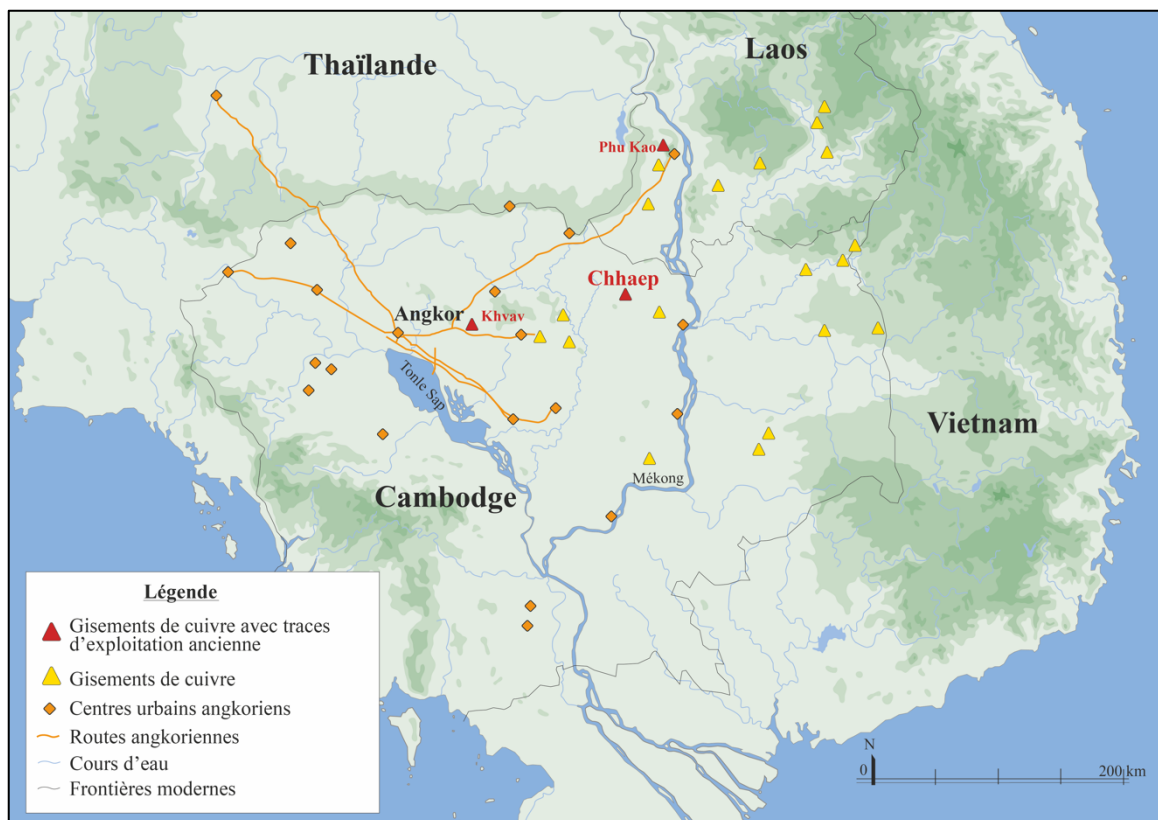 Thaïlande
Laos
Phu Kao
Chhaep
Angkor
Khvav
Tonle Sap
Vietnam
Mékong
Cambodge
Légende
Gisements de cuivre avec traces
d'exploitation ancienne
Gisements de cuivre
Centres urbains angkoriens
Routes angkoriennes
Cours d'eau
Frontières modernes
N
0
200 km